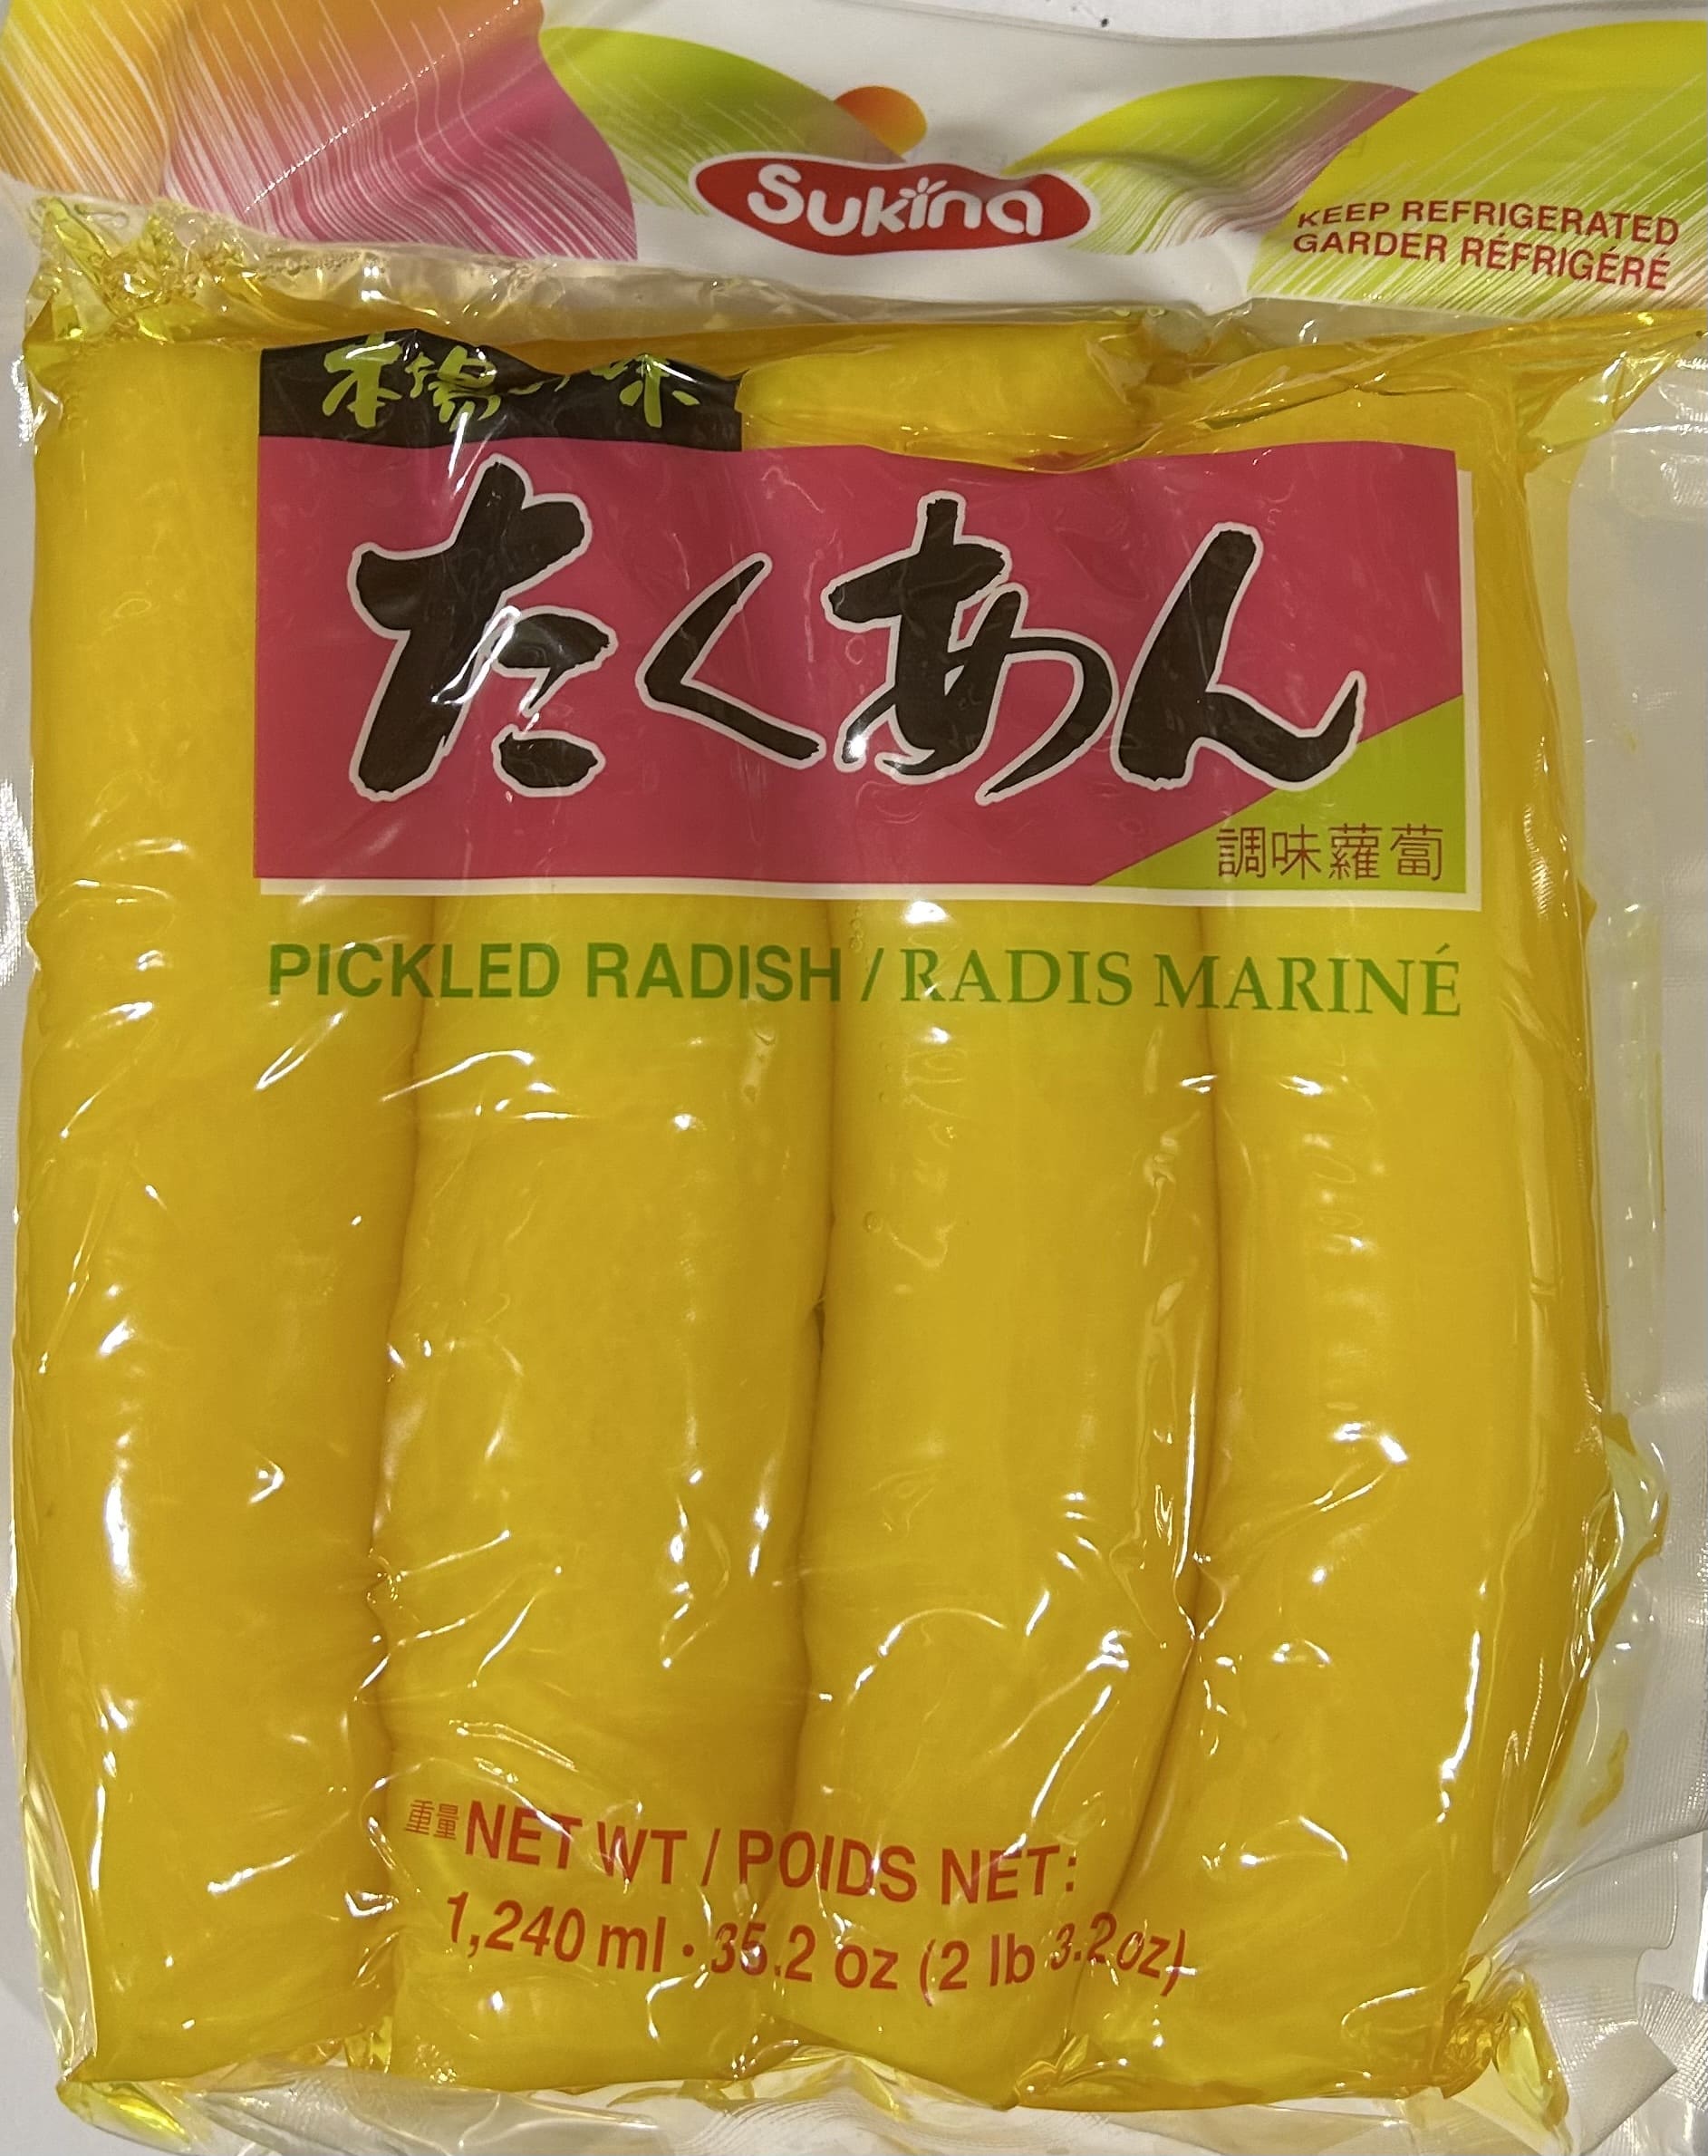 Sukina
KEEP REFRIGERATED
GARDER RÉFRIGÉRÉ
本場の味
たくあん
調味蘿蔔
PICKLED RADISH / RADIS MARINÉ
重量 NET WT / POIDS NET:
1,240 ml • 35.2 oz (2 lb 3.2 oz)